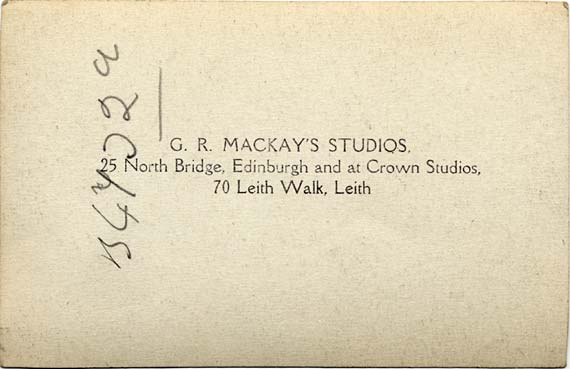 G. R. MACKAY'S STUDIOS,
25 North Bridge, Edinburgh and at Crown Studios,
70 Leith Walk, Leith